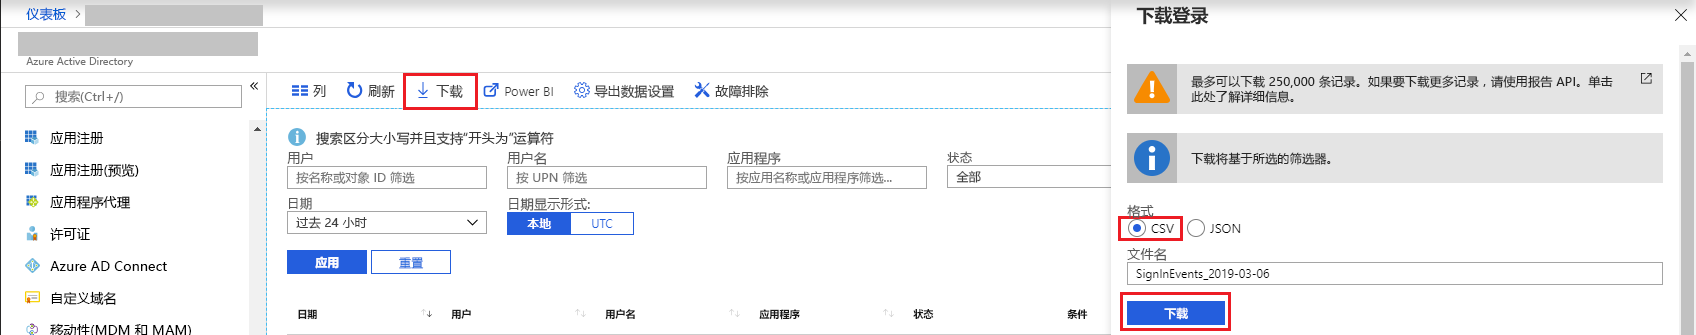 仪表板 >
Azure Active Directory
搜索(Ctrl+/)
«
应用注册
应用注册(预览)
应用程序代理
许可证
Azure AD Connect
自定义域名
移动性(MDM 和 MAM)
列 刷新 下载 Power BI 导出数据设置 故障排除
搜索区分大小写并且支持“开头为”运算符
用户 用户名 应用程序 状态
按名称或对象 ID 筛选 按 UPN 筛选 按应用名称或应用程序筛选... 全部
日期 日期显示形式:
过去 24 小时 本地 UTC
应用 重置
日期 用户 用户名 应用程序 状态 条件
下载登录
最多可以下载 250,000 条记录。如果要下载更多记录，请使用报告 API。单击
此处了解详细信息。
下载将基于所选的筛选器。
格式
CSV JSON
文件名
SignInEvents_2019-03-06
下载